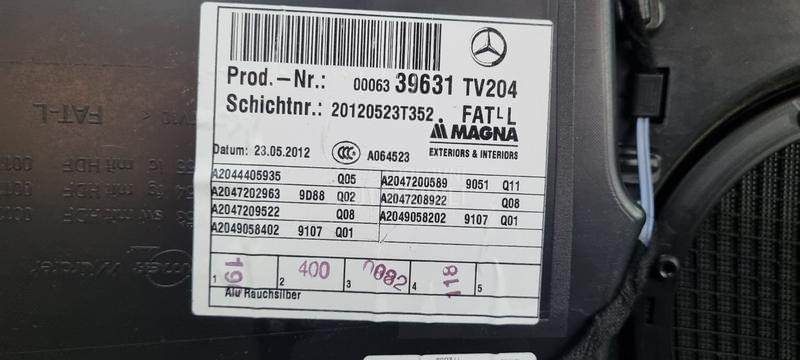 Prod.-Nr.: 00063 39631 TV204
Schichtnr.: 20120523T352. FAT-L
MAGNA
Datum: 23.05.2012 CCC A064523 EXTERIORS & INTERIORS
A2044405935 Q05 A2047200589 9051 Q11
A2047202963 9D88 Q02 A2047208922 Q08
A2047209522 Q08 A2049058202 9107 Q01
A2049058402 9107 Q01
1 19 2 400 3 4 118 5
Alu Rauchsilber
FAT-L